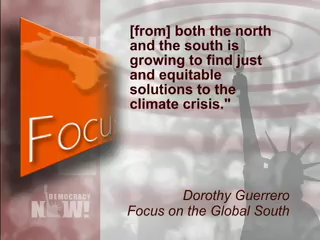 [from] both the north
and the south is
growing to find just
and equitable
solutions to the
climate crisis."
Focu
DEMOCRACY
NOW!
Dorothy Guerrero
Focus on the Global South